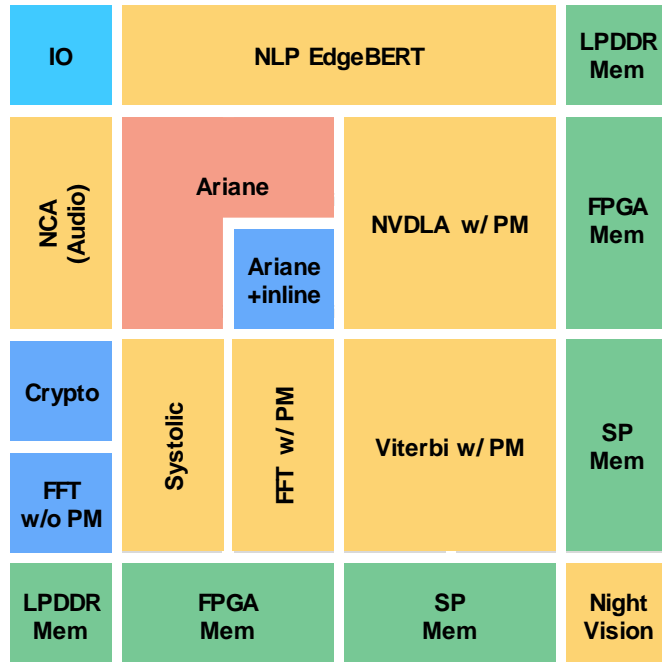 IO
NLP EdgeBERT
LPDDR
Mem
NCA
(Audio)
Ariane
NVDLA w/ PM
FPGA
Mem
Ariane
+inline
Crypto
Systolic
FFT w/ PM
Viterbi w/ PM
SP
Mem
FFT
w/o PM
LPDDR
Mem
FPGA
Mem
SP
Mem
Night
Vision